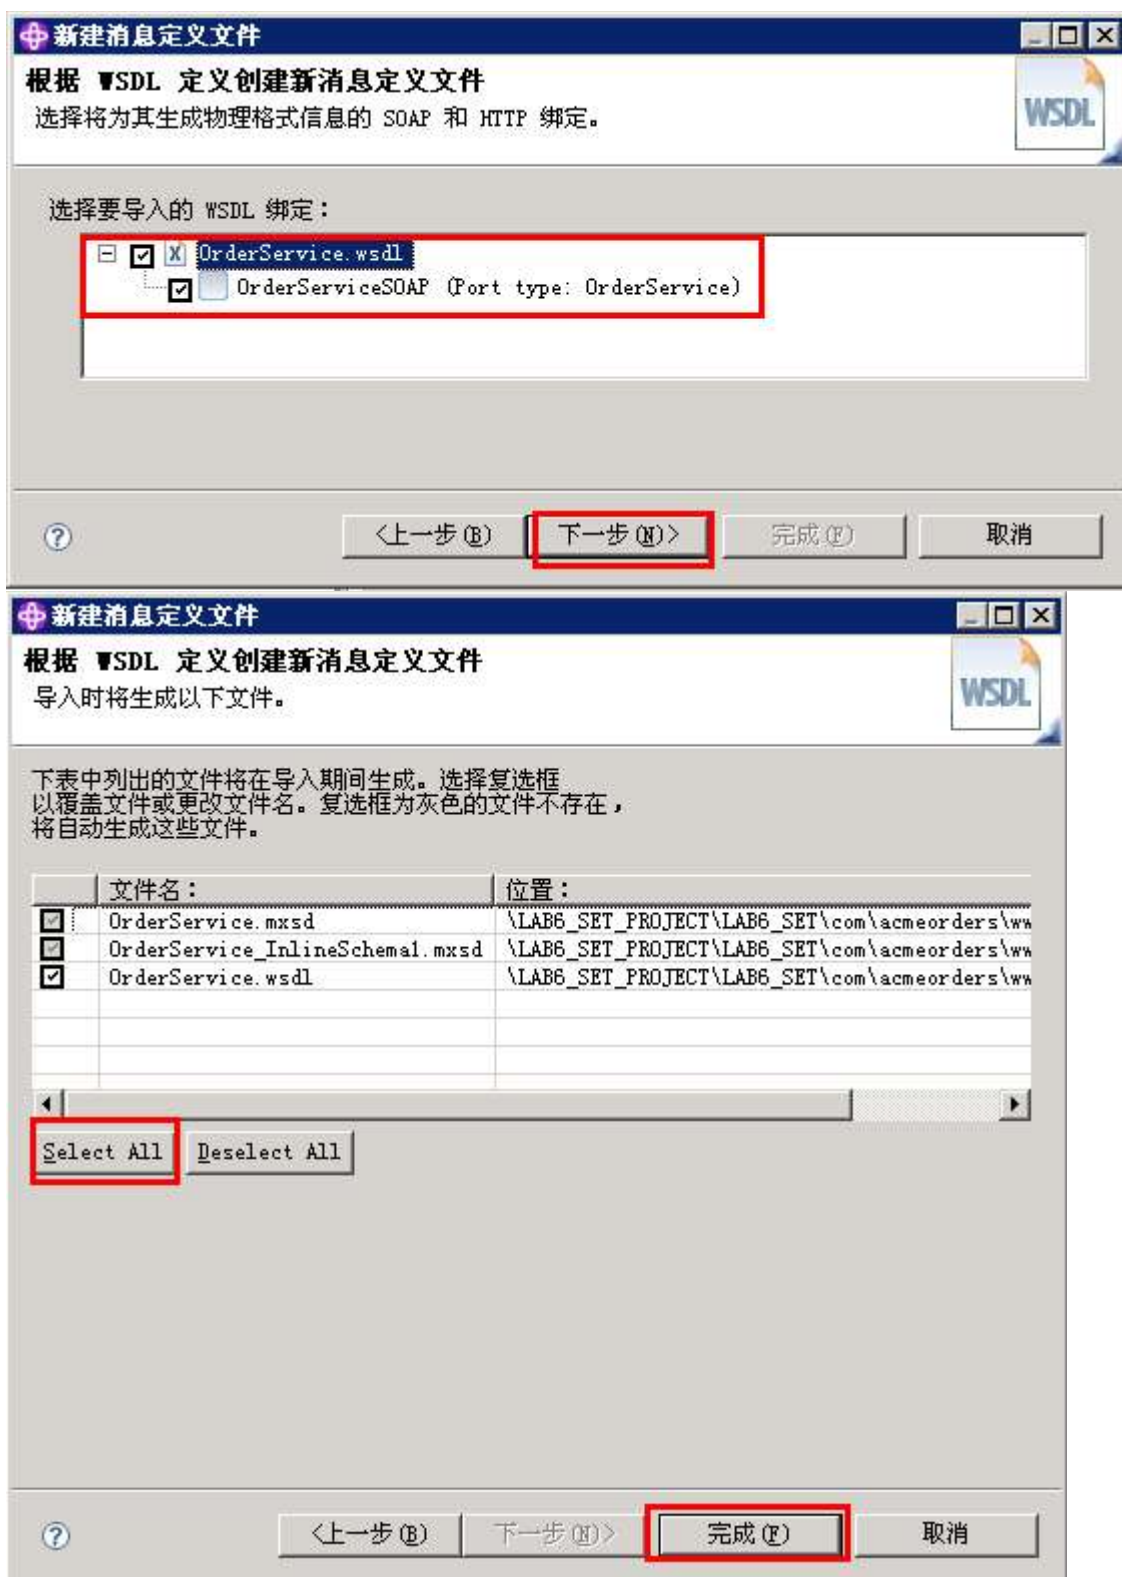 新建消息定义文件
根据 WSDL 定义创建新消息定义文件
选择将为其生成物理格式信息的 SOAP 和 HTTP 绑定。
WSDL
选择要导入的 WSDL 绑定：
OrderService.wsdl
OrderServiceSOAP (Port type: OrderService)
<上一步(B) 下一步(N)> 完成(F) 取消
新建消息定义文件
根据 WSDL 定义创建新消息定义文件
导入时将生成以下文件。
WSDL
下表中列出的文件将在导入期间生成。选择复选框
以覆盖文件或更改文件名。复选框为灰色的文件不存在，
将自动生成这些文件。
文件名： 位置：
OrderService.mxsd \LAB6_SET_PROJECT\LAB6_SET\com\acmeorders\ww
OrderService_InlineSchema1.mxsd \LAB6_SET_PROJECT\LAB6_SET\com\acmeorders\ww
OrderService.wsdl \LAB6_SET_PROJECT\LAB6_SET\com\acmeorders\ww
Select All Deselect All
<上一步(B) 下一步(N)> 完成(F) 取消